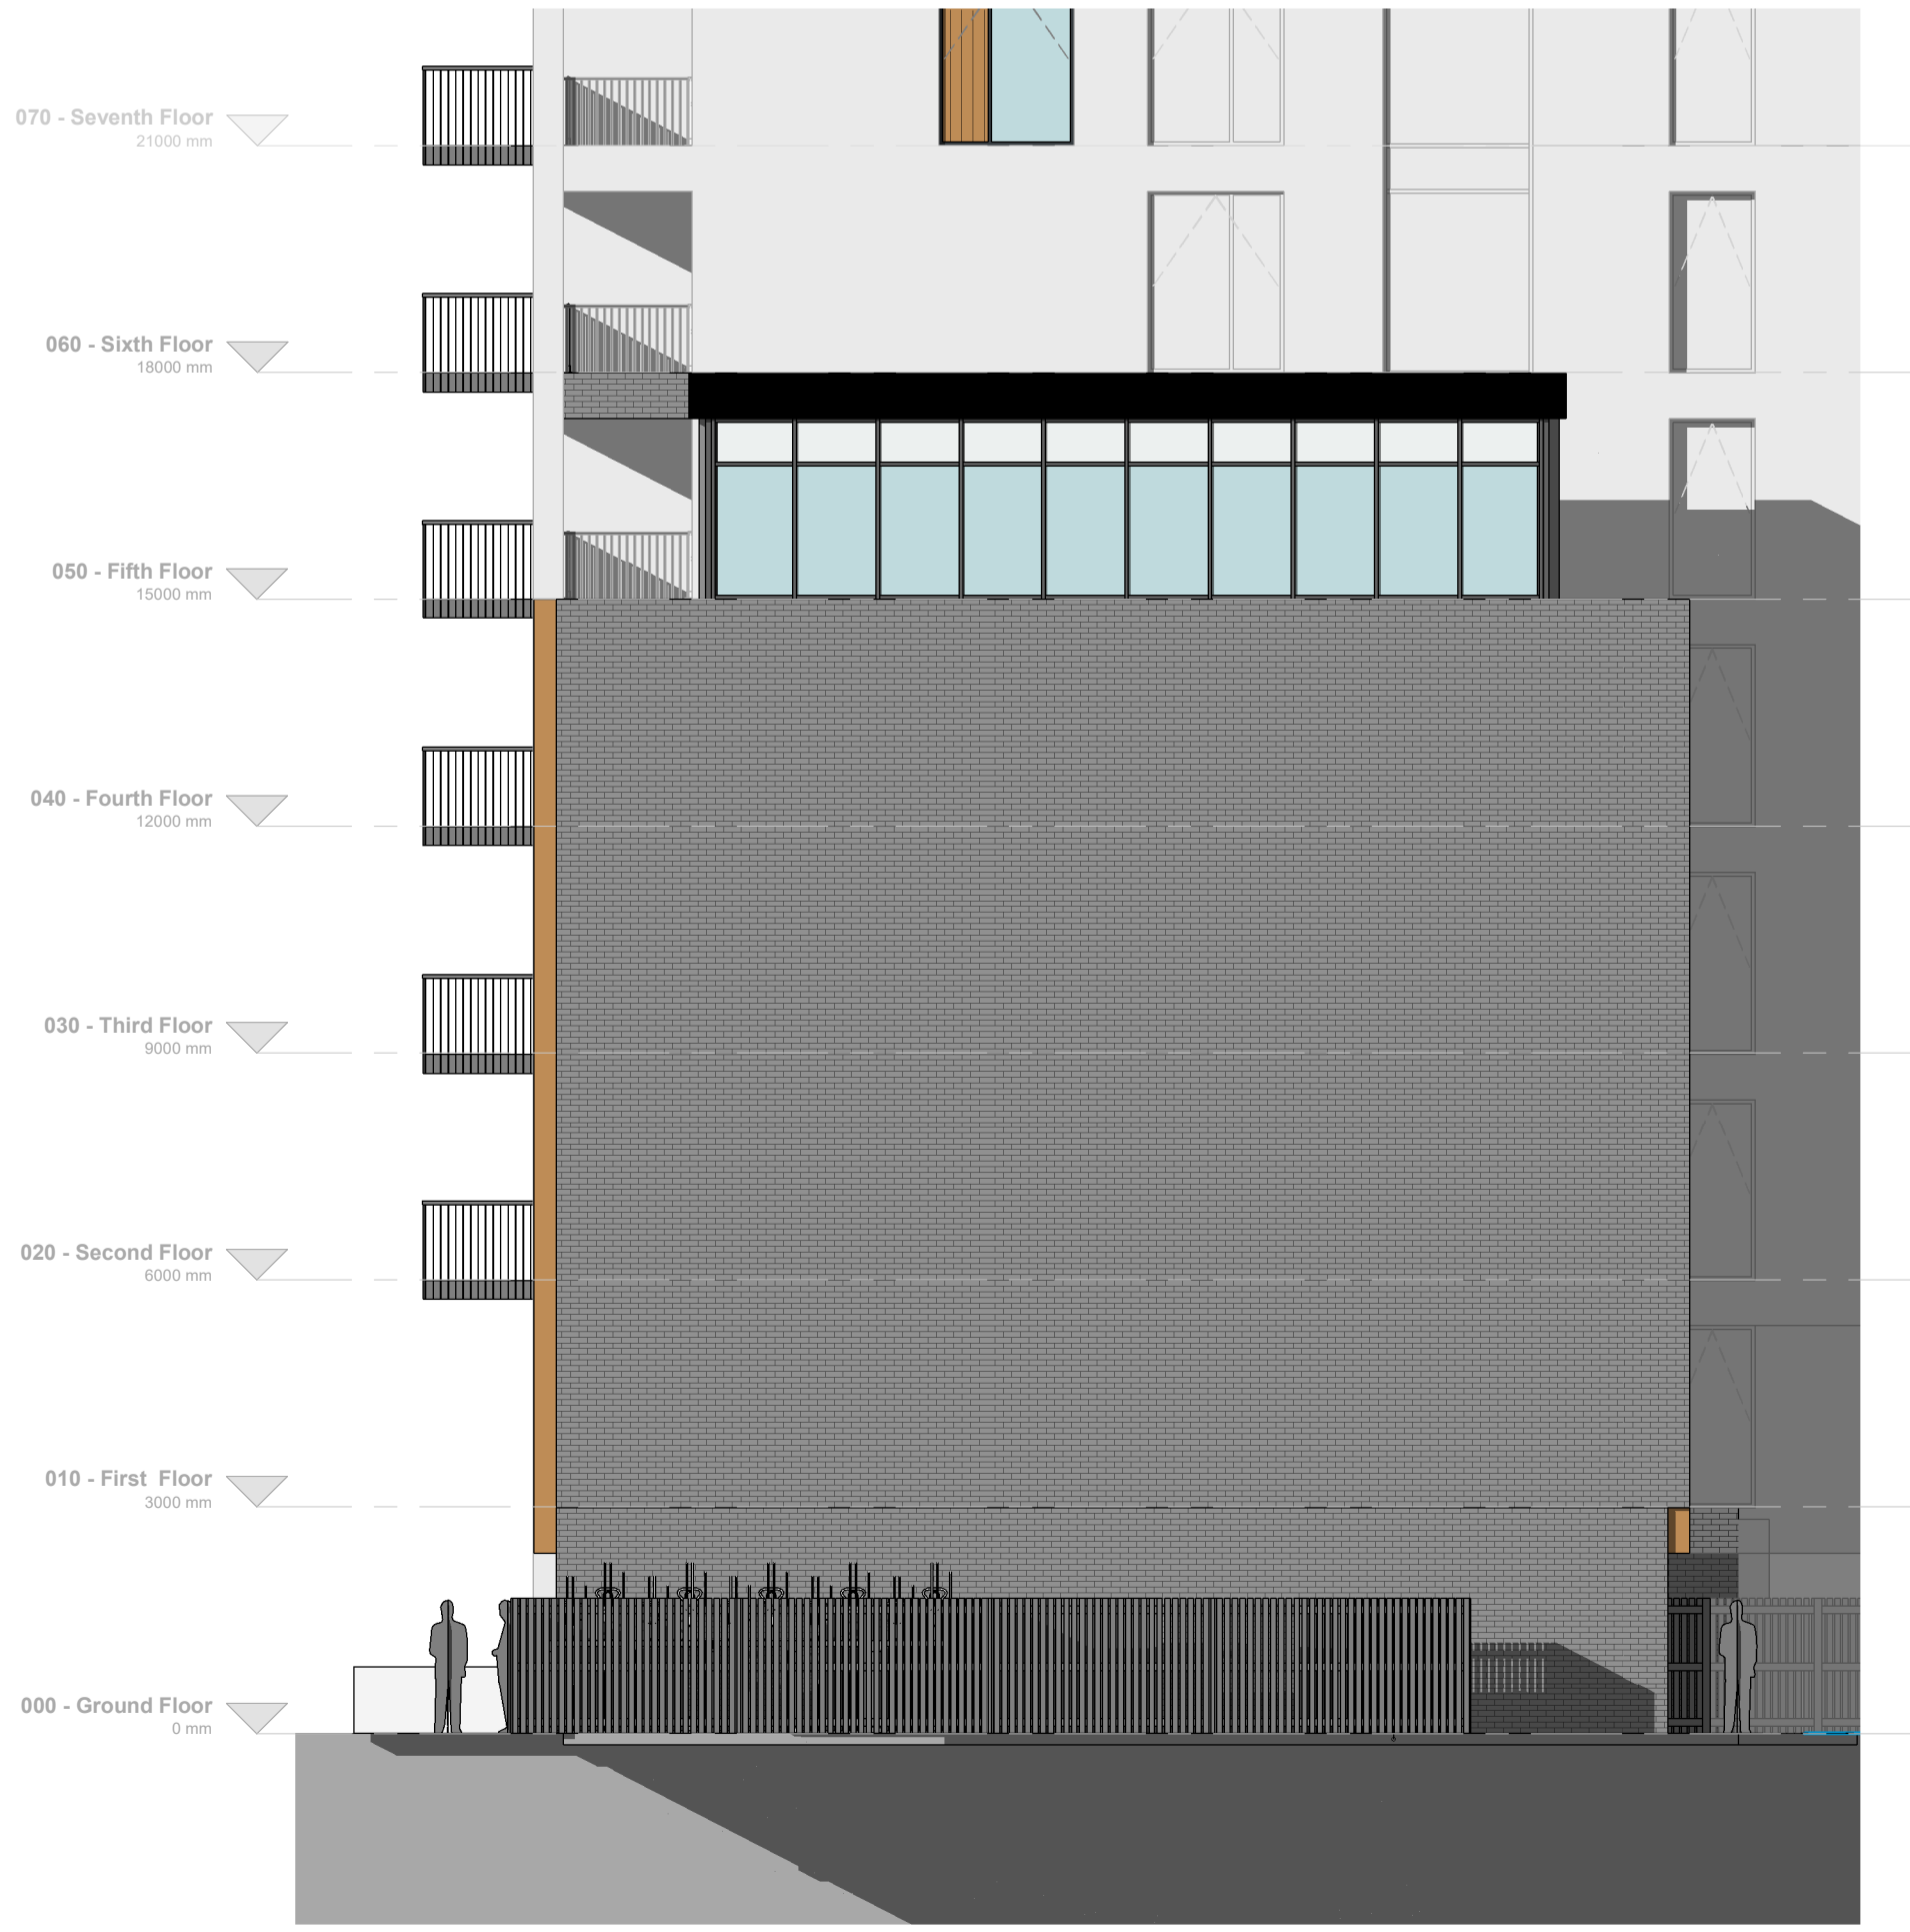 070 - Seventh Floor
21000 mm
060 - Sixth Floor
18000 mm
050 - Fifth Floor
15000 mm
040 - Fourth Floor
12000 mm
030 - Third Floor
9000 mm
020 - Second Floor
6000 mm
010 - First  Floor
3000 mm
000 - Ground Floor
0 mm